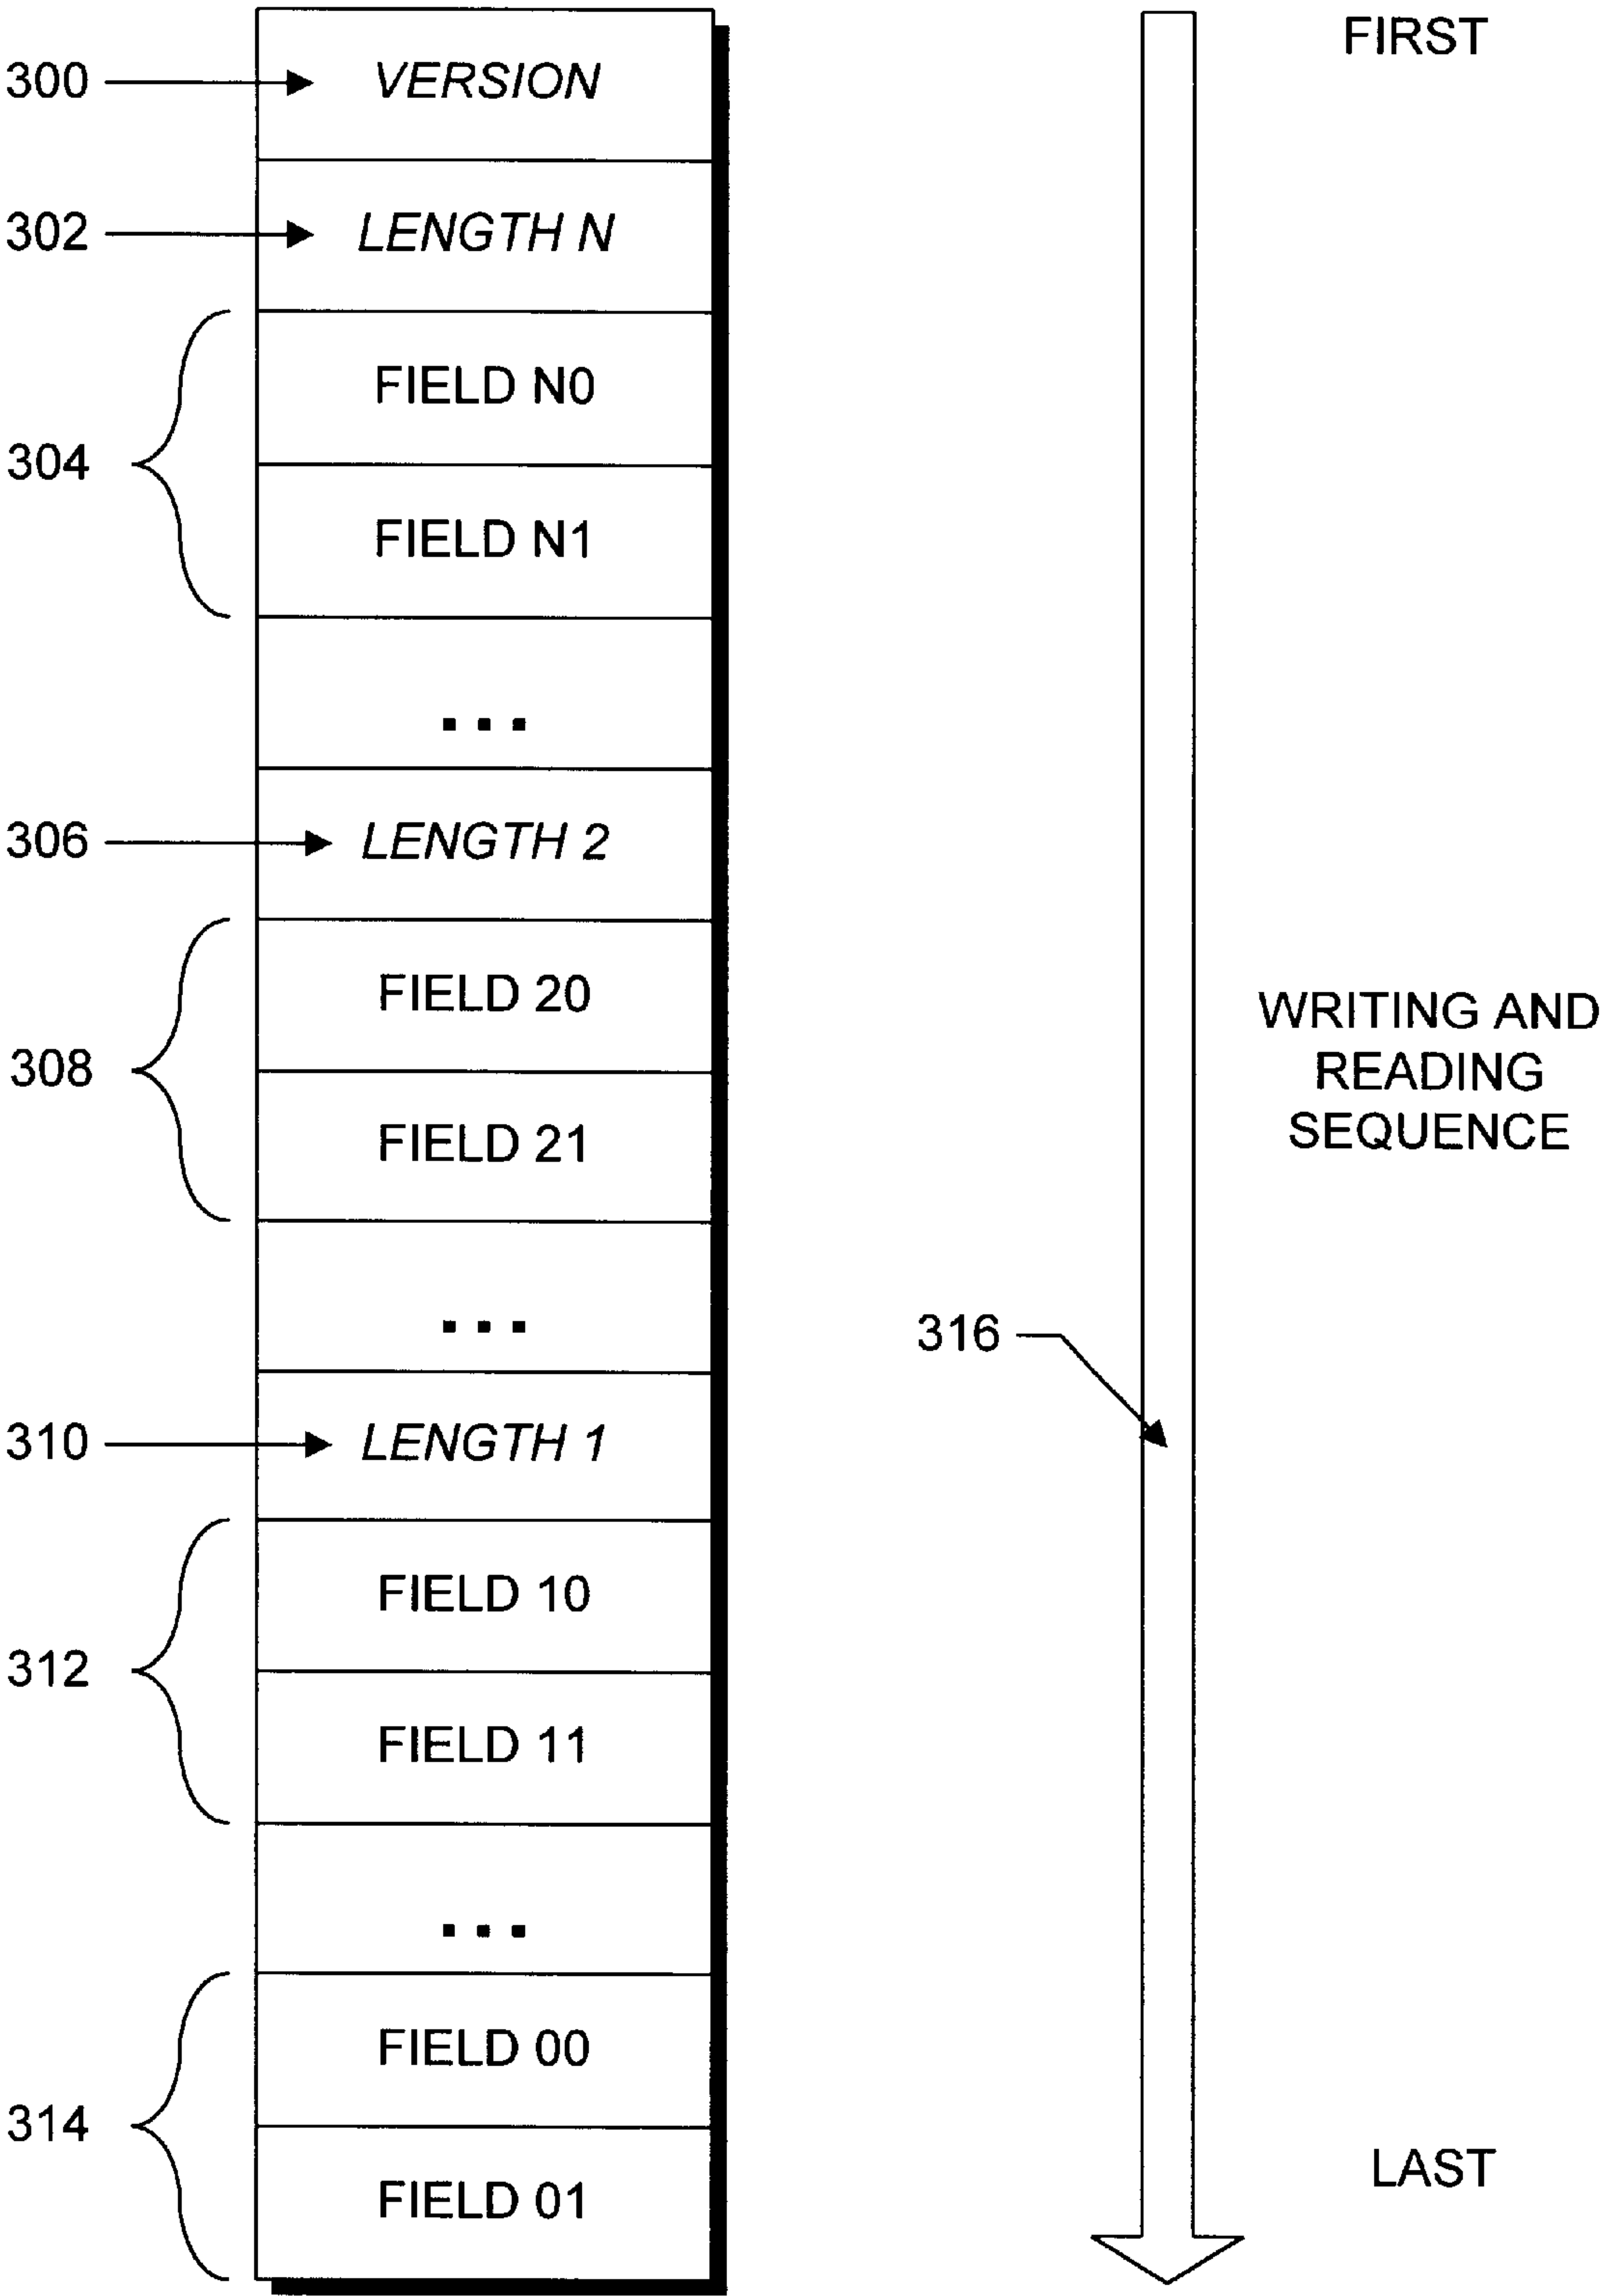 FIRST
300 VERSION
302 LENGTH N
FIELD N0
304
FIELD N1
...
306 LENGTH 2
FIELD 20
308
FIELD 21
WRITING AND
READING
SEQUENCE
...
316
310 LENGTH 1
FIELD 10
312
FIELD 11
...
FIELD 00
314
FIELD 01
LAST